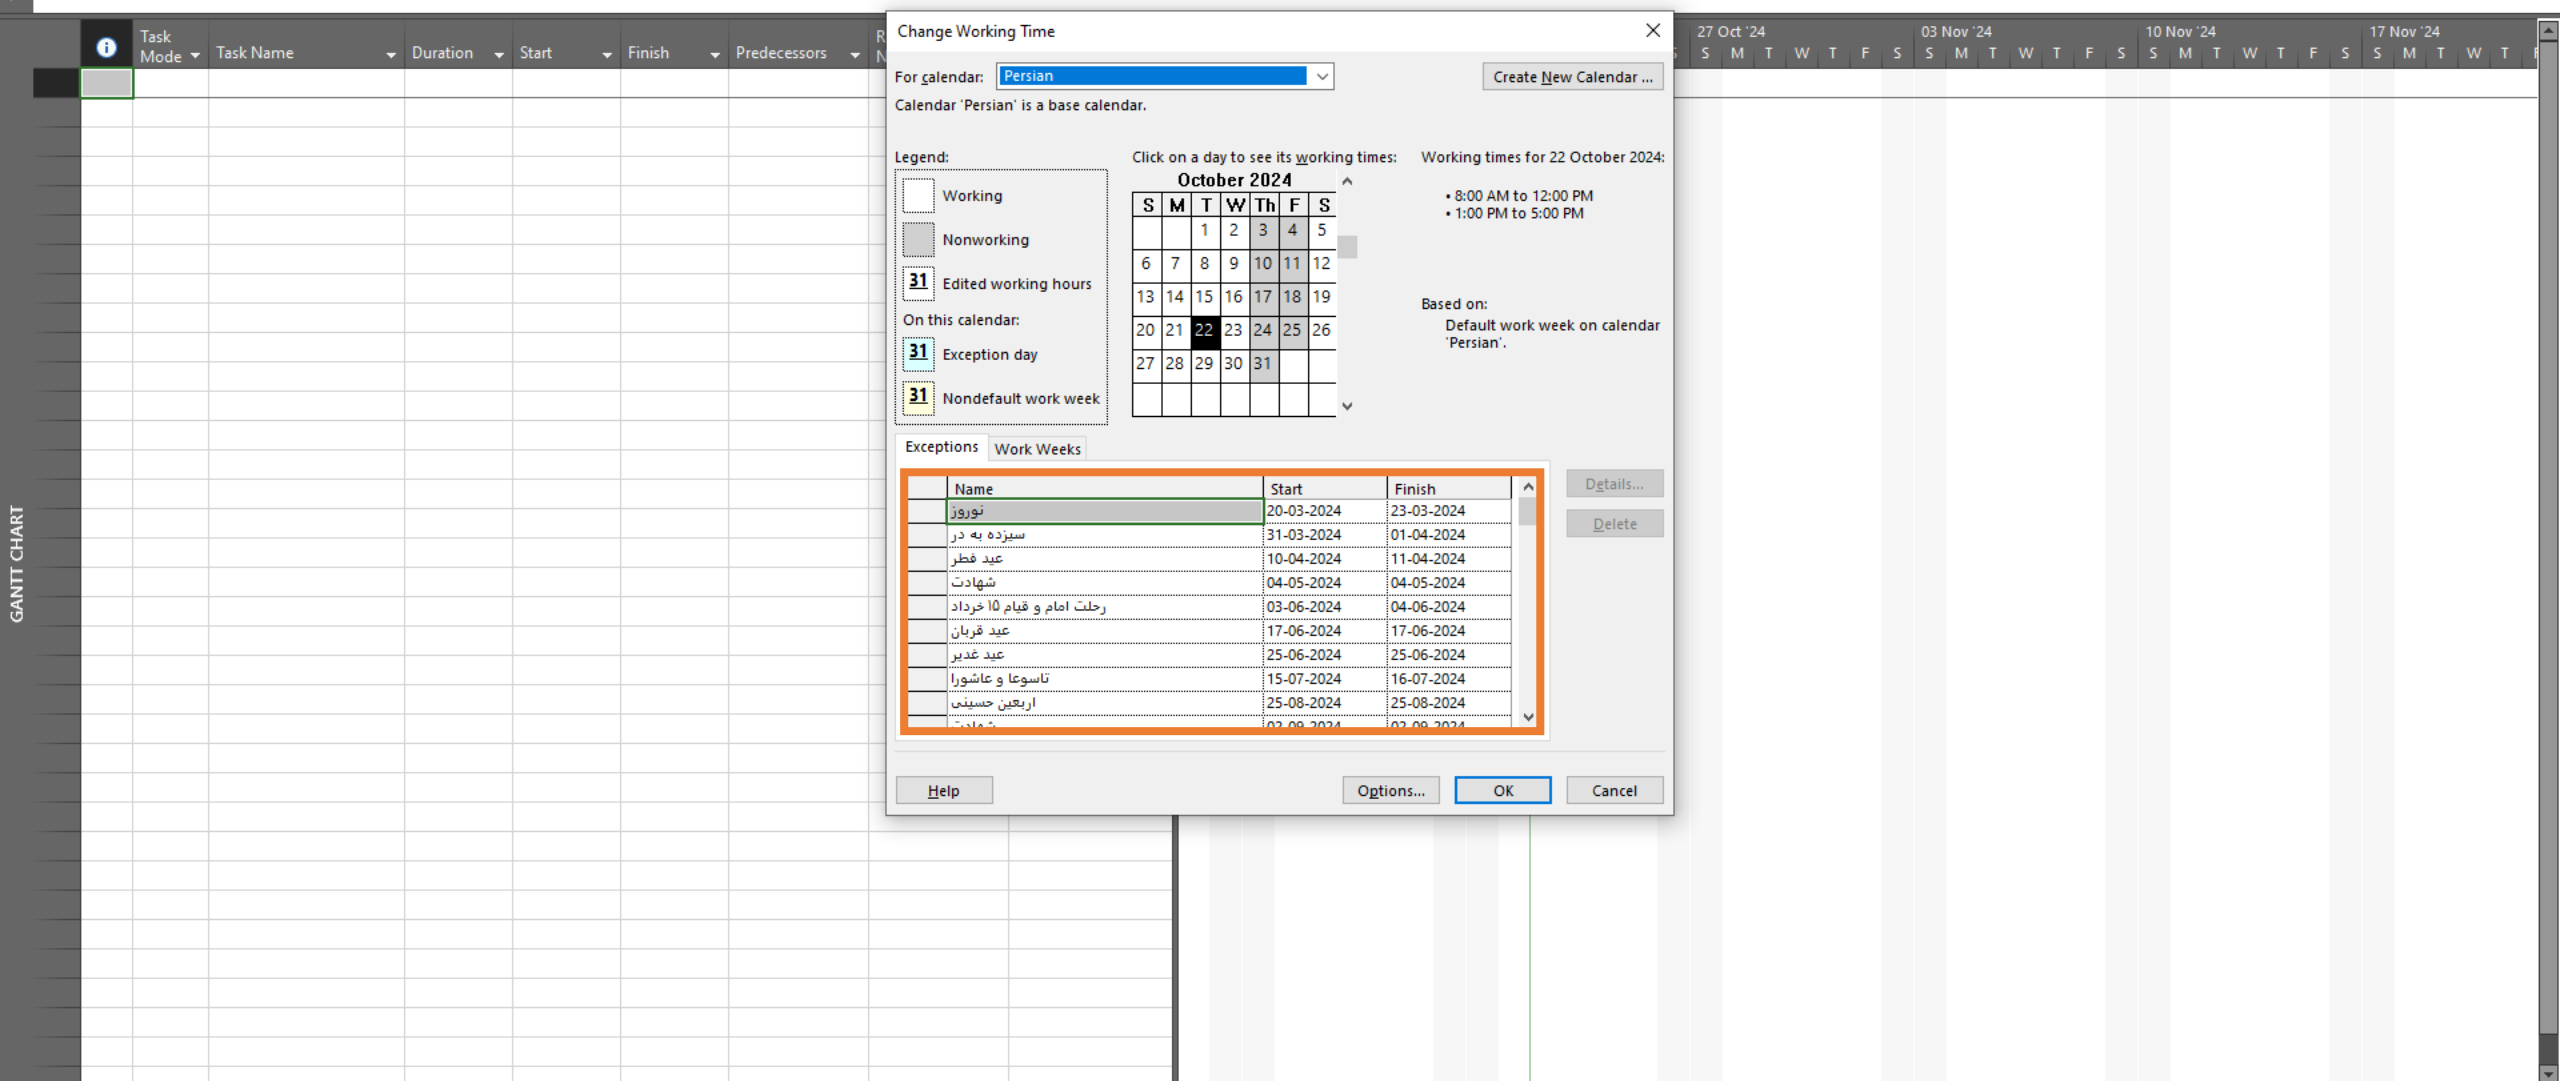 Task Mode
Task Name
Duration
Start
Finish
Predecessors
27 Oct '24
03 Nov '24
10 Nov '24
17 Nov '24
S M T W T F S S M T W T F S S M T W T F S S M T W T
GANTT CHART
Change Working Time
For calendar: Persian
Create New Calendar ...
Calendar 'Persian' is a base calendar.
Legend:
Working
Nonworking
31 Edited working hours
On this calendar:
31 Exception day
31 Nondefault work week
Click on a day to see its working times:
October 2024
S M T W Th F S
1 2 3 4 5
6 7 8 9 10 11 12
13 14 15 16 17 18 19
20 21 22 23 24 25 26
27 28 29 30 31
Working times for 22 October 2024:
• 8:00 AM to 12:00 PM
• 1:00 PM to 5:00 PM
Based on:
Default work week on calendar
'Persian'.
Exceptions Work Weeks
Name Start Finish
نوروز 20-03-2024 23-03-2024
سیزده به در 31-03-2024 01-04-2024
عید فطر 10-04-2024 11-04-2024
شهادت 04-05-2024 04-05-2024
رحلت امام و قیام ۱۵ خرداد 03-06-2024 04-06-2024
عید قربان 17-06-2024 17-06-2024
عید غدیر 25-06-2024 25-06-2024
تاسوعا و عاشورا 15-07-2024 16-07-2024
اربعین حسینی 25-08-2024 25-08-2024
شهادت 02-09-2024 02-09-2024
Details...
Delete
Help
Options...
OK
Cancel